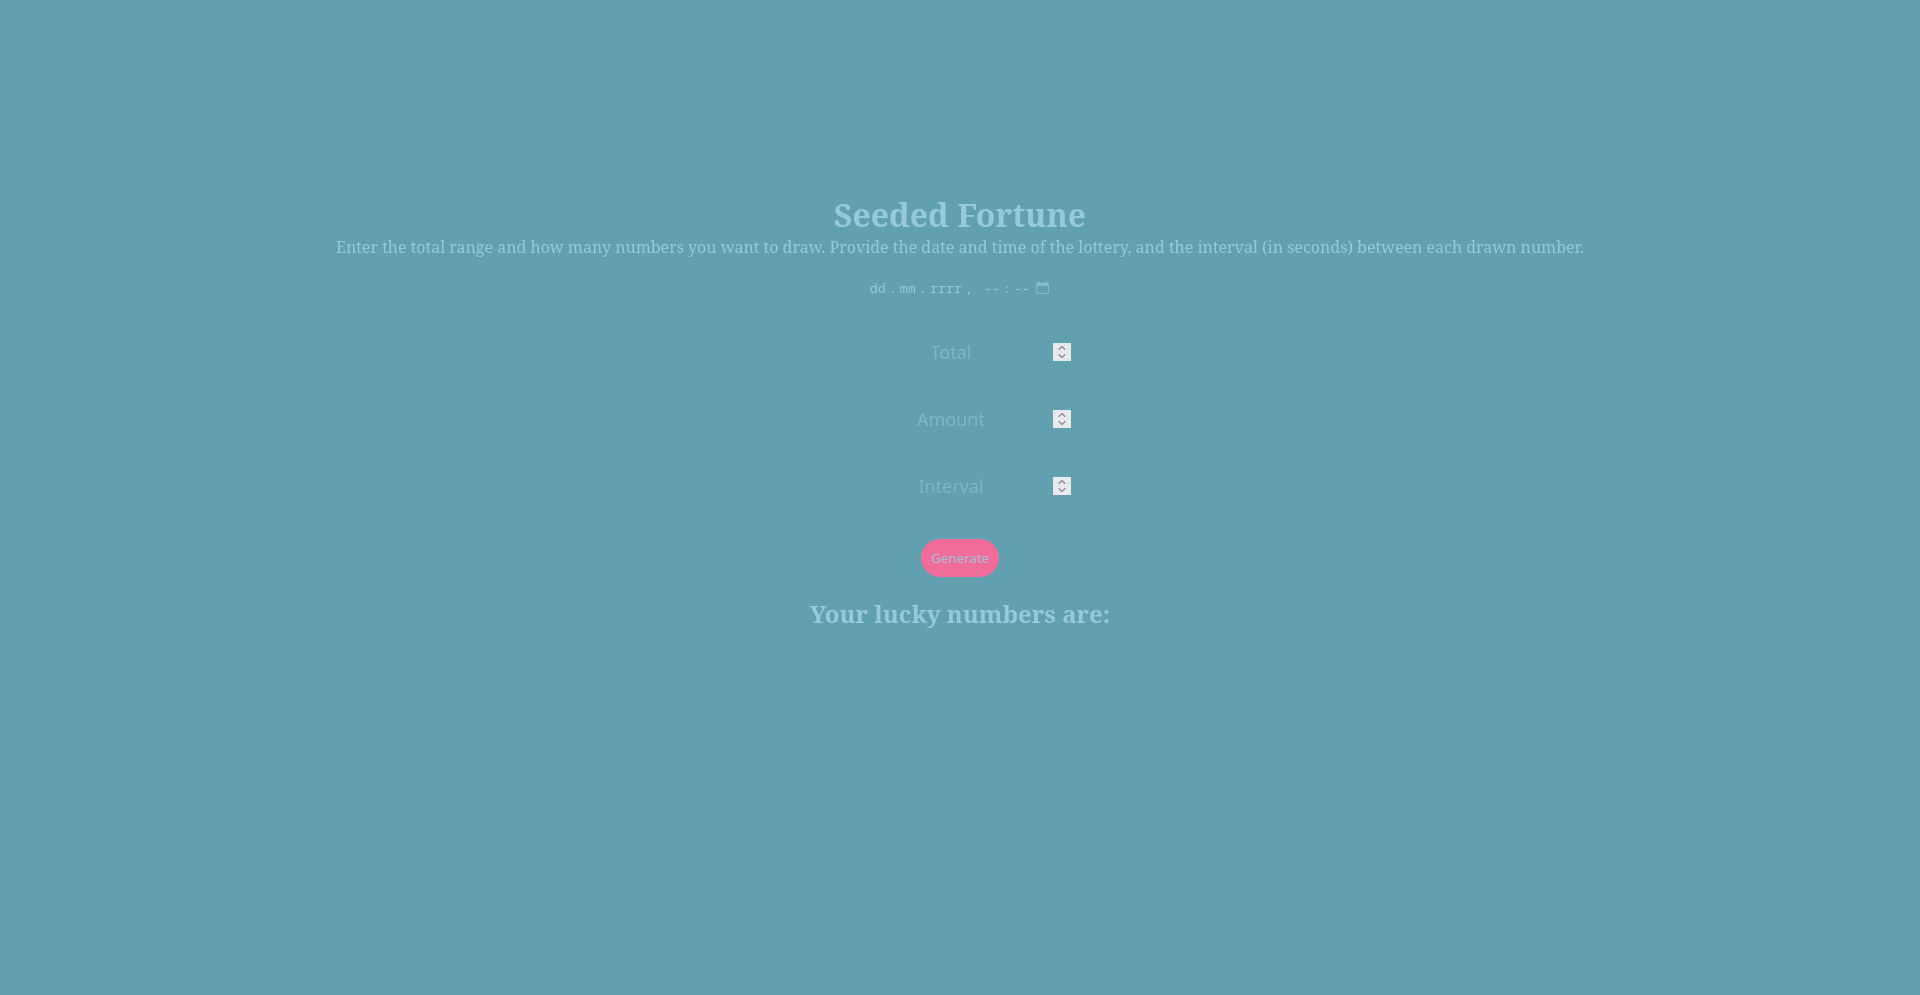 Seeded Fortune
Enter the total range and how many numbers you want to draw. Provide the date and time of the lottery, and the interval (in seconds) between each drawn number.
dd.mm.rrrr, --:--
Total
Amount
Interval
Generate
Your lucky numbers are: